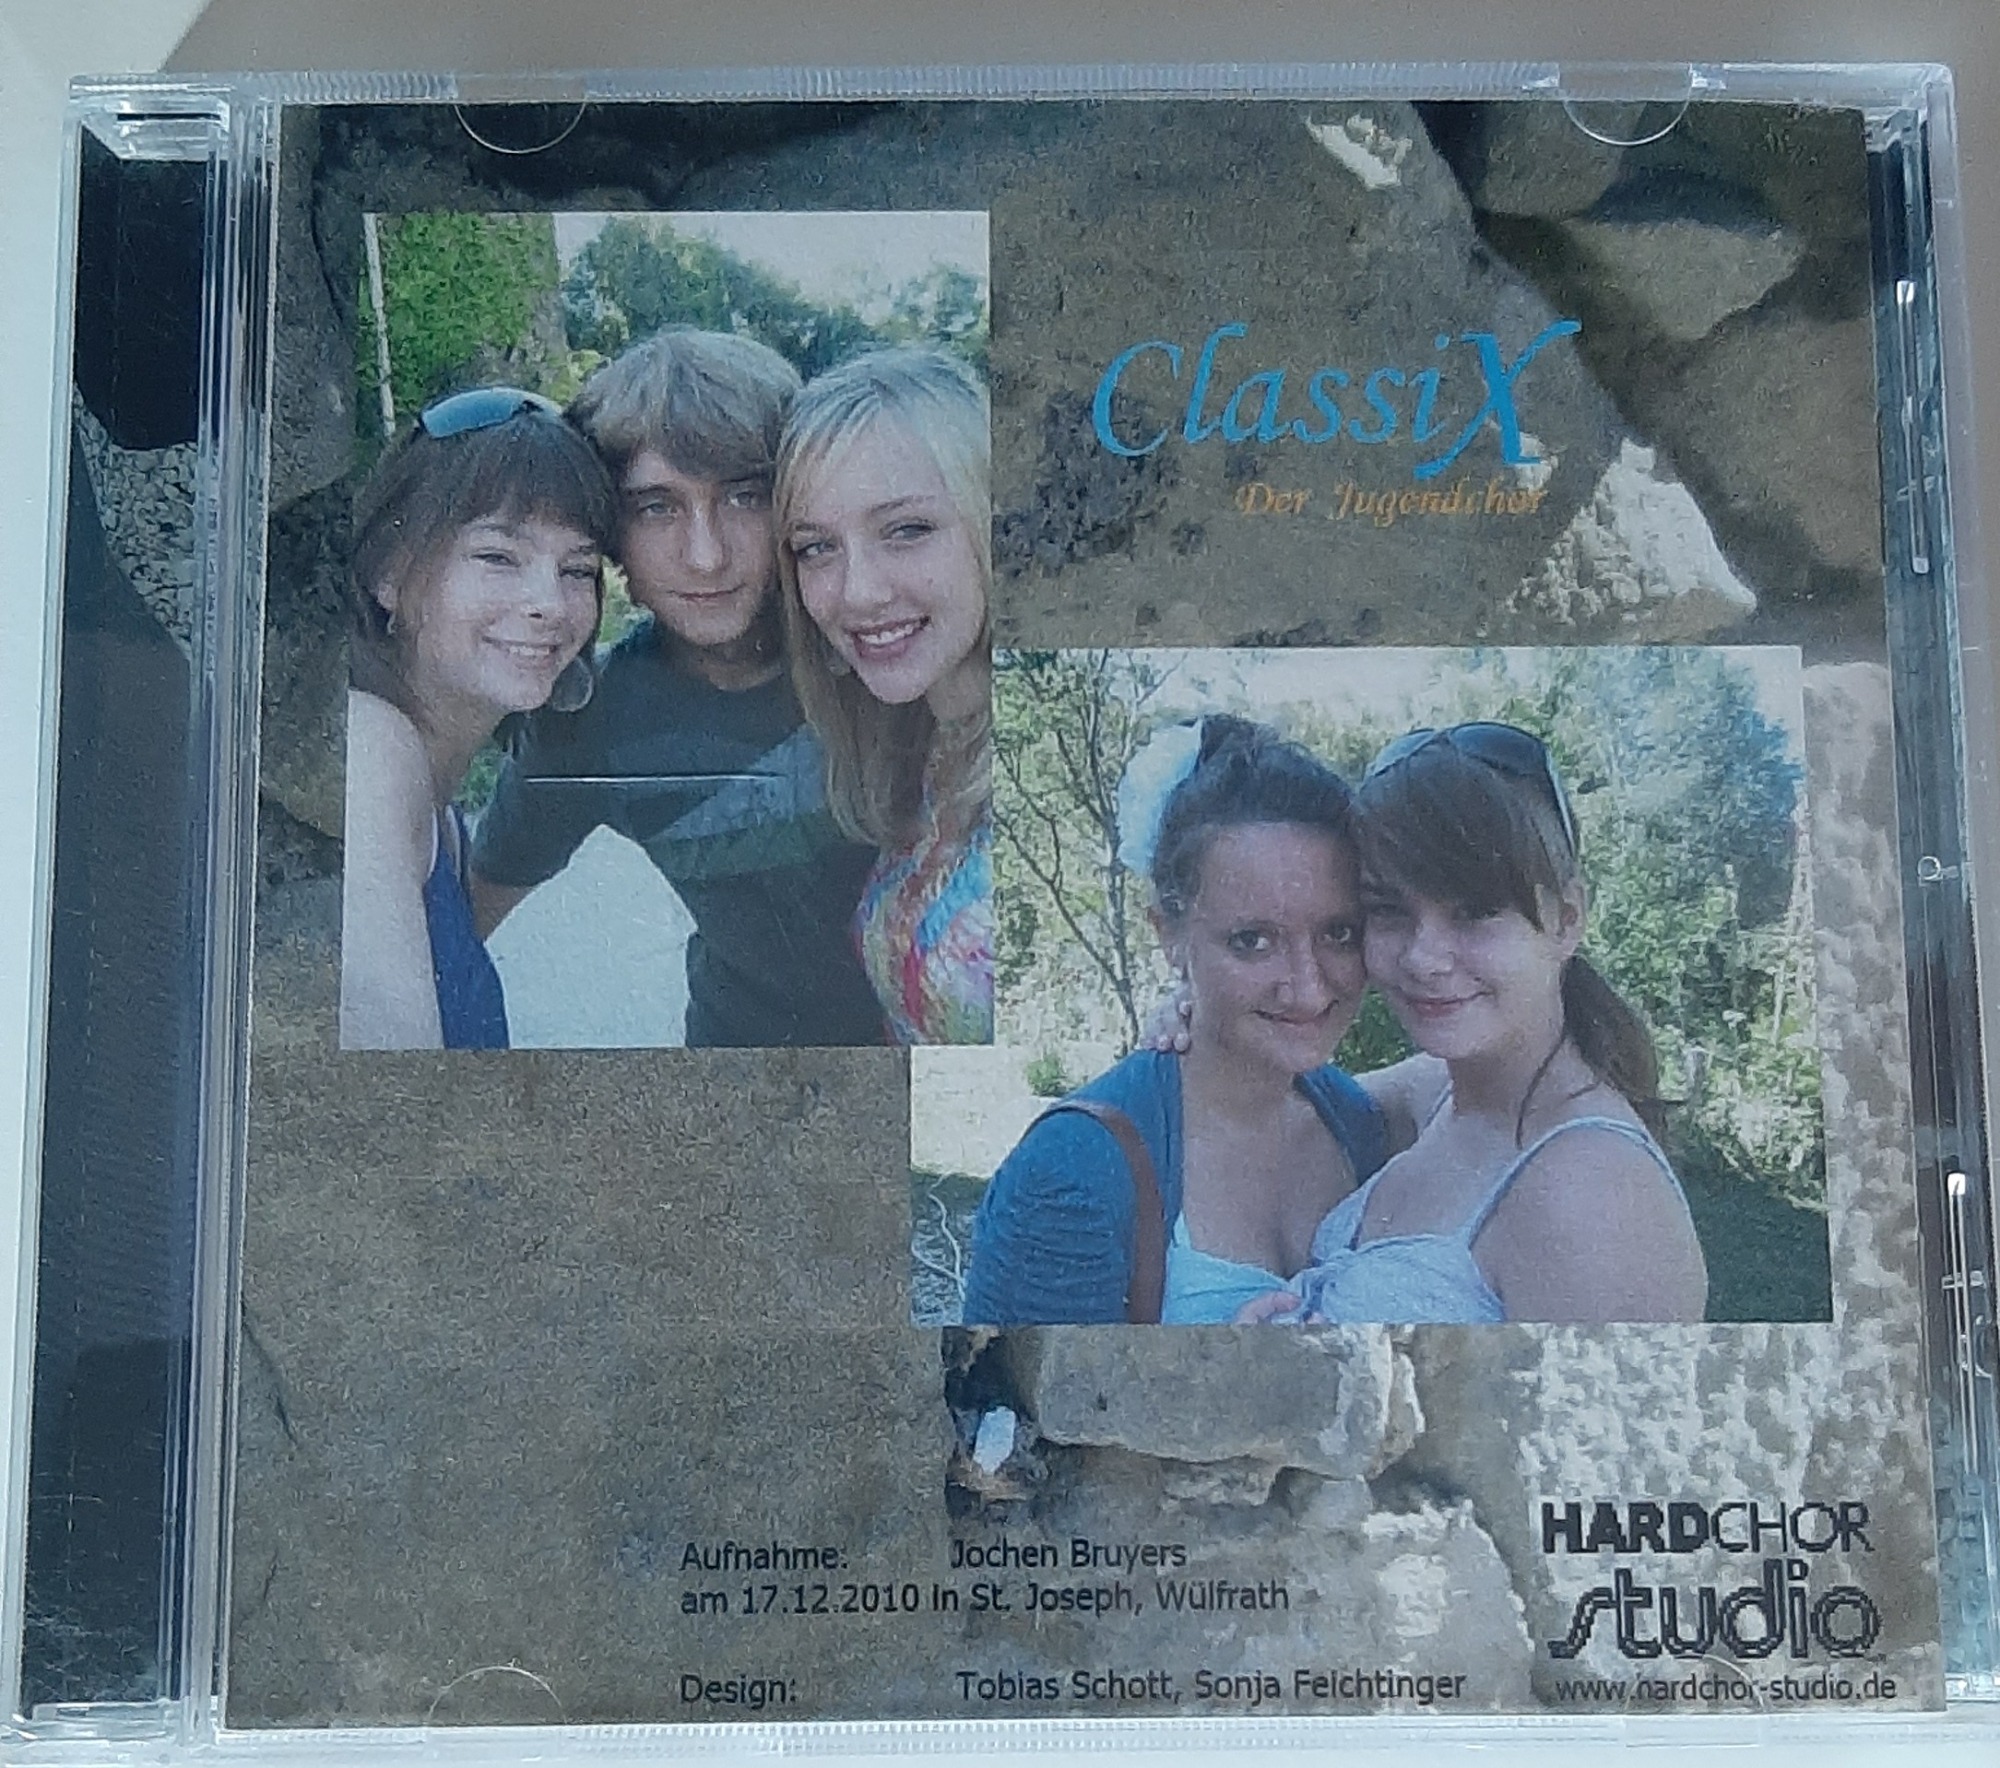 ClassiX
Der Jugendchor
Aufnahme: Jochen Bruyers
am 17.12.2010 in St. Joseph, Wülfrath
Design: Tobias Schott, Sonja Feichtinger
HARDCHOR
studio
www.hardchor-studio.de